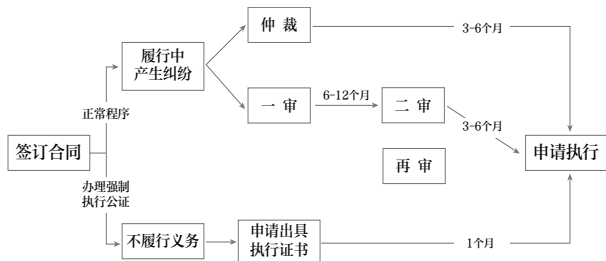 仲 裁
3-6个月
履行中
产生纠纷
正常程序
一 审
6-12个月
二 审
3-6个月
签订合同
申请执行
再 审
办理强制
执行公证
不履行义务
申请出具
执行证书
1个月